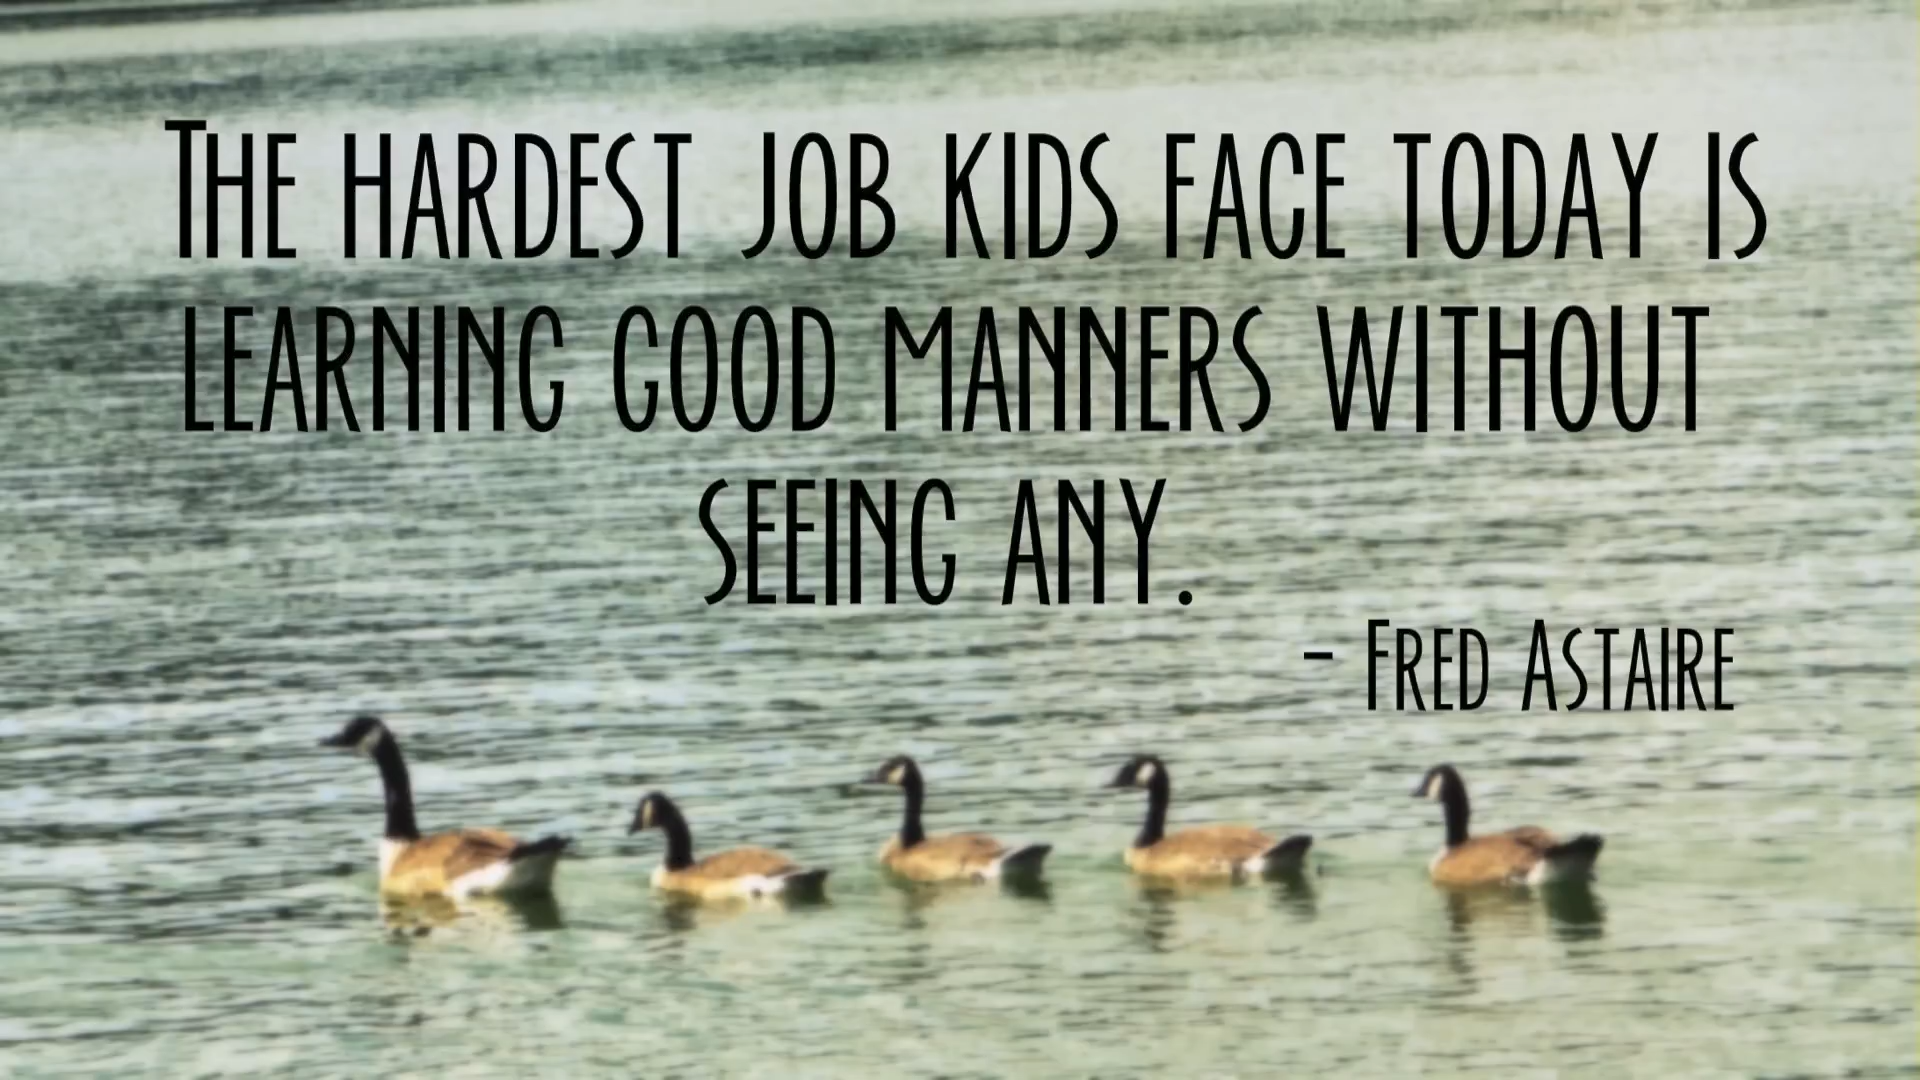 The hardest job kids face today is
learning good manners without
seeing any.
- Fred Astaire